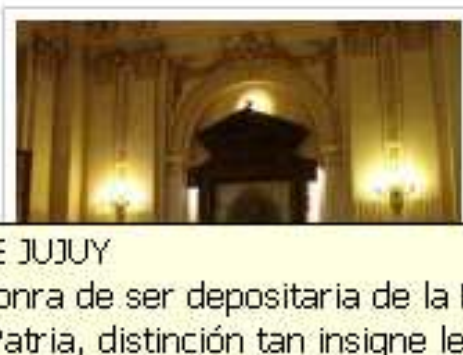 E JUJUY
onra de ser depositaria de la
Patria, distinción tan insigne le